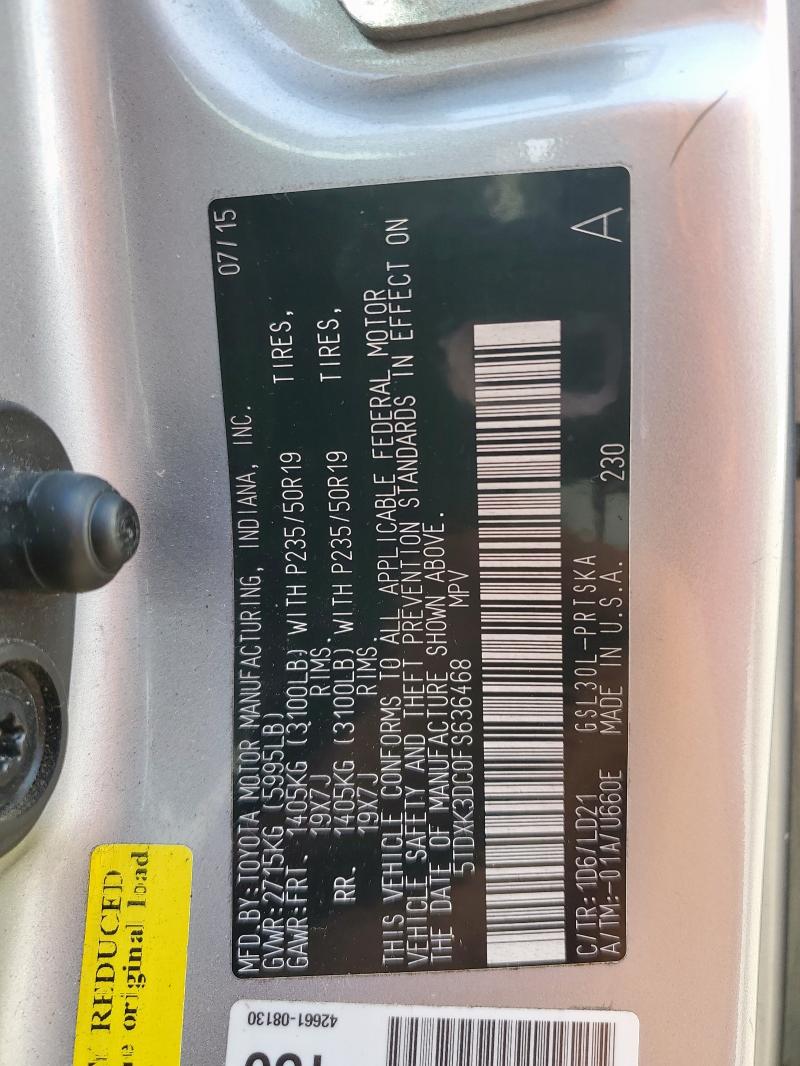 MFD.BY:TOYOTA MOTOR MANUFACTURING, INDIANA, INC. 07/15
GVWR:2715KG (5995LB)
GAWR:FRT. 1405KG (3100LB) WITH P235/50R19 TIRES,
19X7J RIMS.
RR. 1405KG (3100LB) WITH P235/50R19 TIRES,
19X7J RIMS.
THIS VEHICLE CONFORMS TO ALL APPLICABLE FEDERAL MOTOR
VEHICLE SAFETY AND THEFT PREVENTION STANDARDS IN EFFECT ON
THE DATE OF MANUFACTURE SHOWN ABOVE.
5TDXK3DC0FS636468 MPV
C/TR:1D6/LD21 GSL30L-PRTSKA A
A/TM:-01A/U660E MADE IN U.S.A. 230
REDUCED
original load
42661-08130